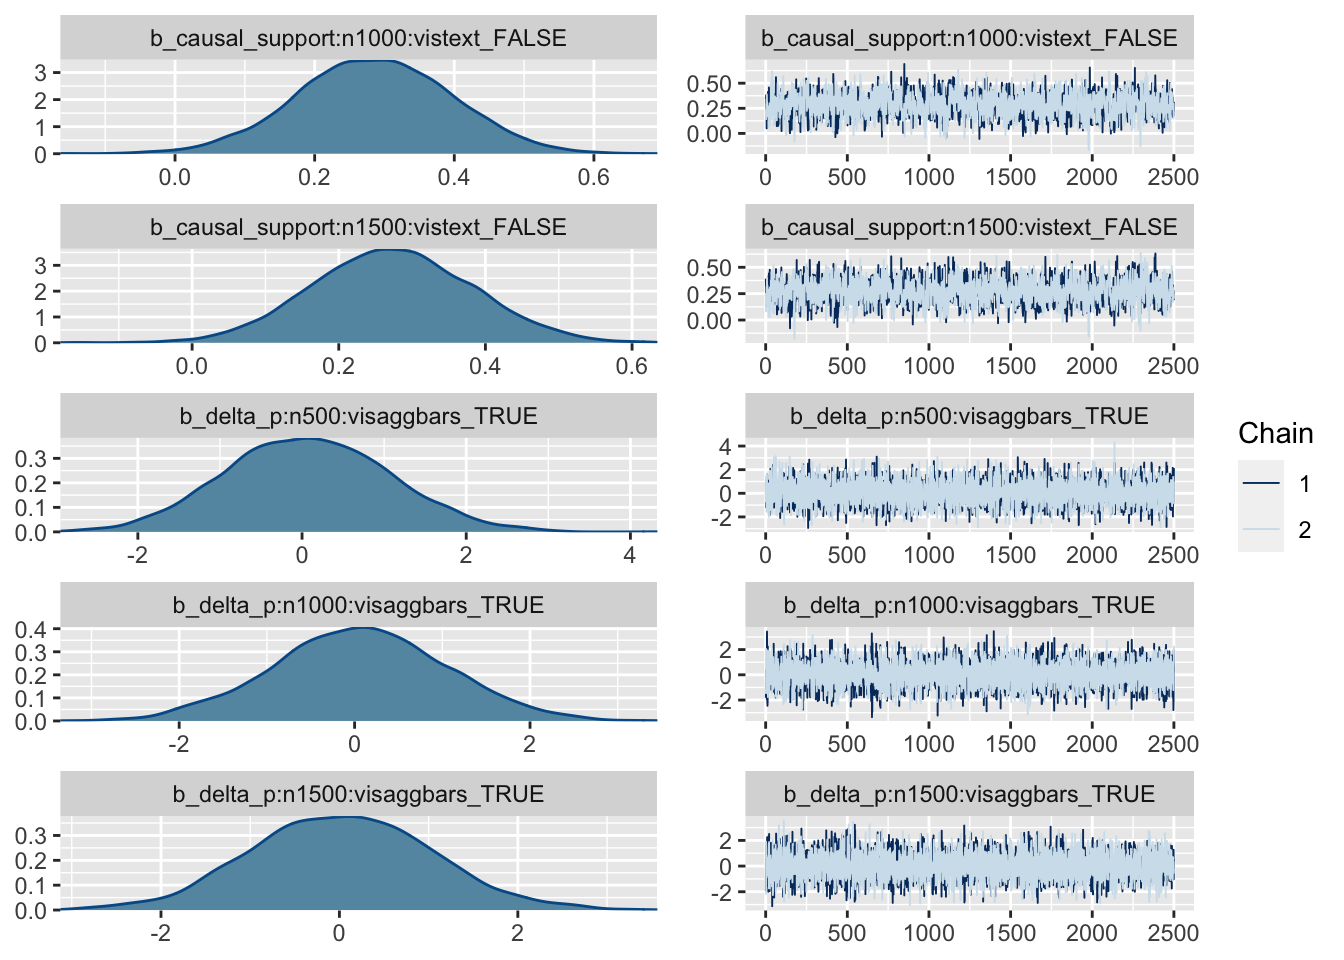 b_causal_support:n1000:vistext_FALSE
3
2
1
0
0.0 0.2 0.4 0.6
b_causal_support:n1000:vistext_FALSE
0.50
0.25
0.00
0 500 1000 1500 2000 2500
b_causal_support:n1500:vistext_FALSE
3
2
1
0
0.0 0.2 0.4 0.6
b_causal_support:n1500:vistext_FALSE
0.50
0.25
0.00
0 500 1000 1500 2000 2500
b_delta_p:n500:visaggbars_TRUE
0.3
0.2
0.1
0.0
-2 0 2 4
b_delta_p:n500:visaggbars_TRUE
4
2
0
-2
0 500 1000 1500 2000 2500
b_delta_p:n1000:visaggbars_TRUE
0.4
0.3
0.2
0.1
0.0
-2 0 2
b_delta_p:n1000:visaggbars_TRUE
2
0
-2
0 500 1000 1500 2000 2500
b_delta_p:n1500:visaggbars_TRUE
0.3
0.2
0.1
0.0
-2 0 2
b_delta_p:n1500:visaggbars_TRUE
2
0
-2
0 500 1000 1500 2000 2500
Chain
1
2